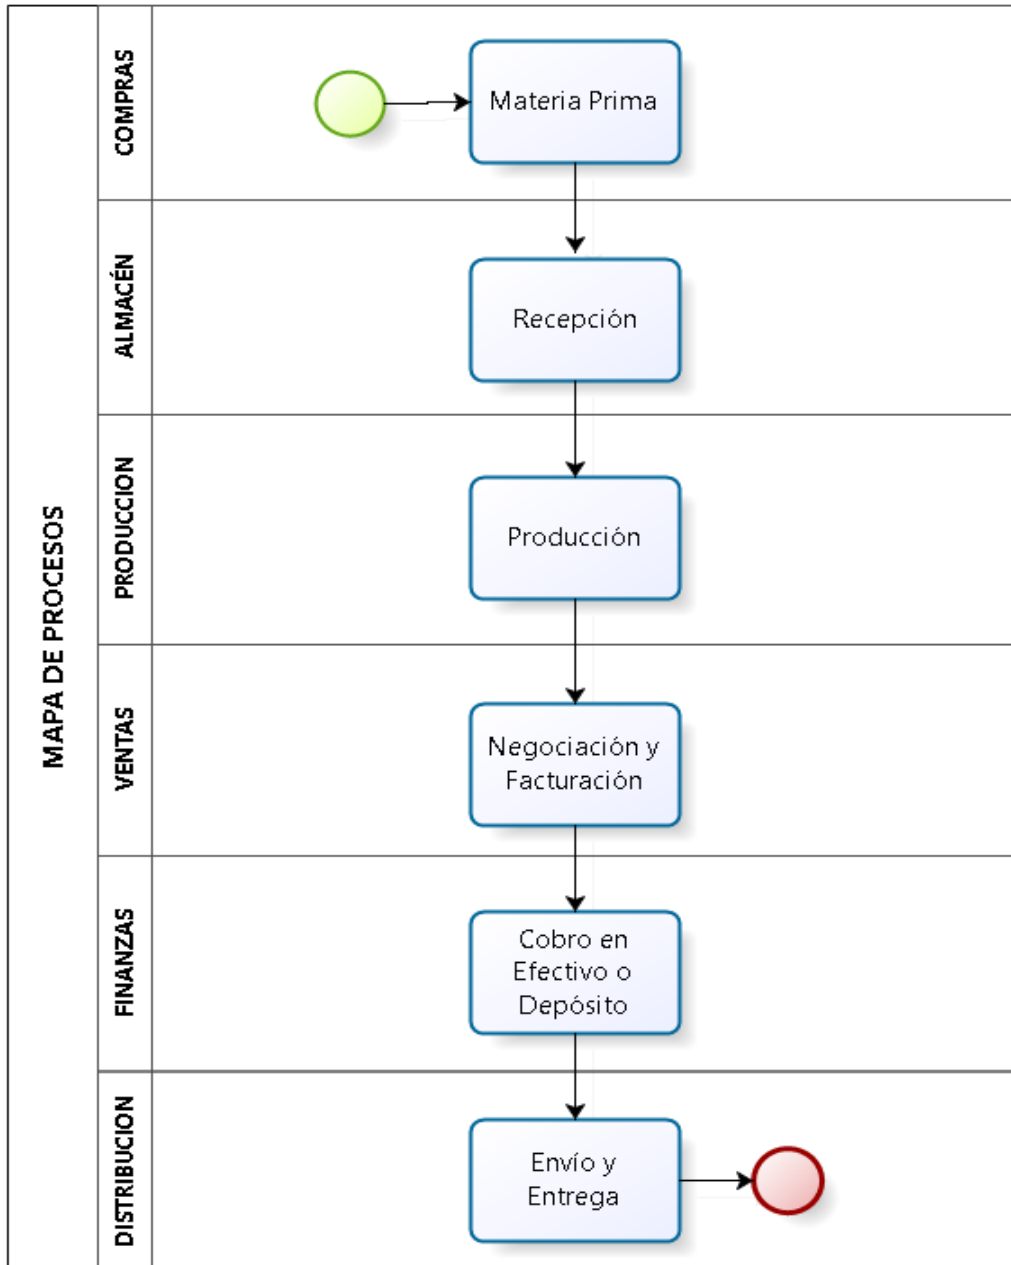 MAPA DE PROCESOS
COMPRAS
Materia Prima
ALMACÉN
Recepción
PRODUCCION
Producción
VENTAS
Negociación y
Facturación
FINANZAS
Cobro en
Efectivo o
Depósito
DISTRIBUCION
Envío y
Entrega